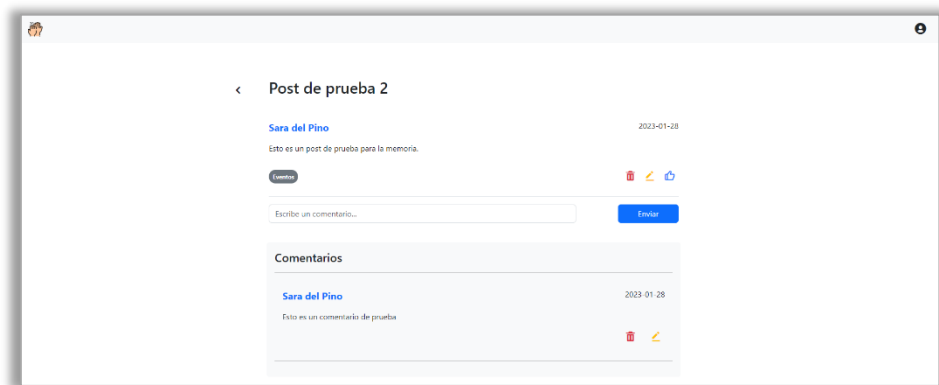 Post de prueba 2
Sara del Pino 2023-01-28
Esto es un post de prueba para la memoria.
Eventos
Escribe un comentario... Enviar
Comentarios
Sara del Pino 2023-01-28
Esto es un comentario de prueba